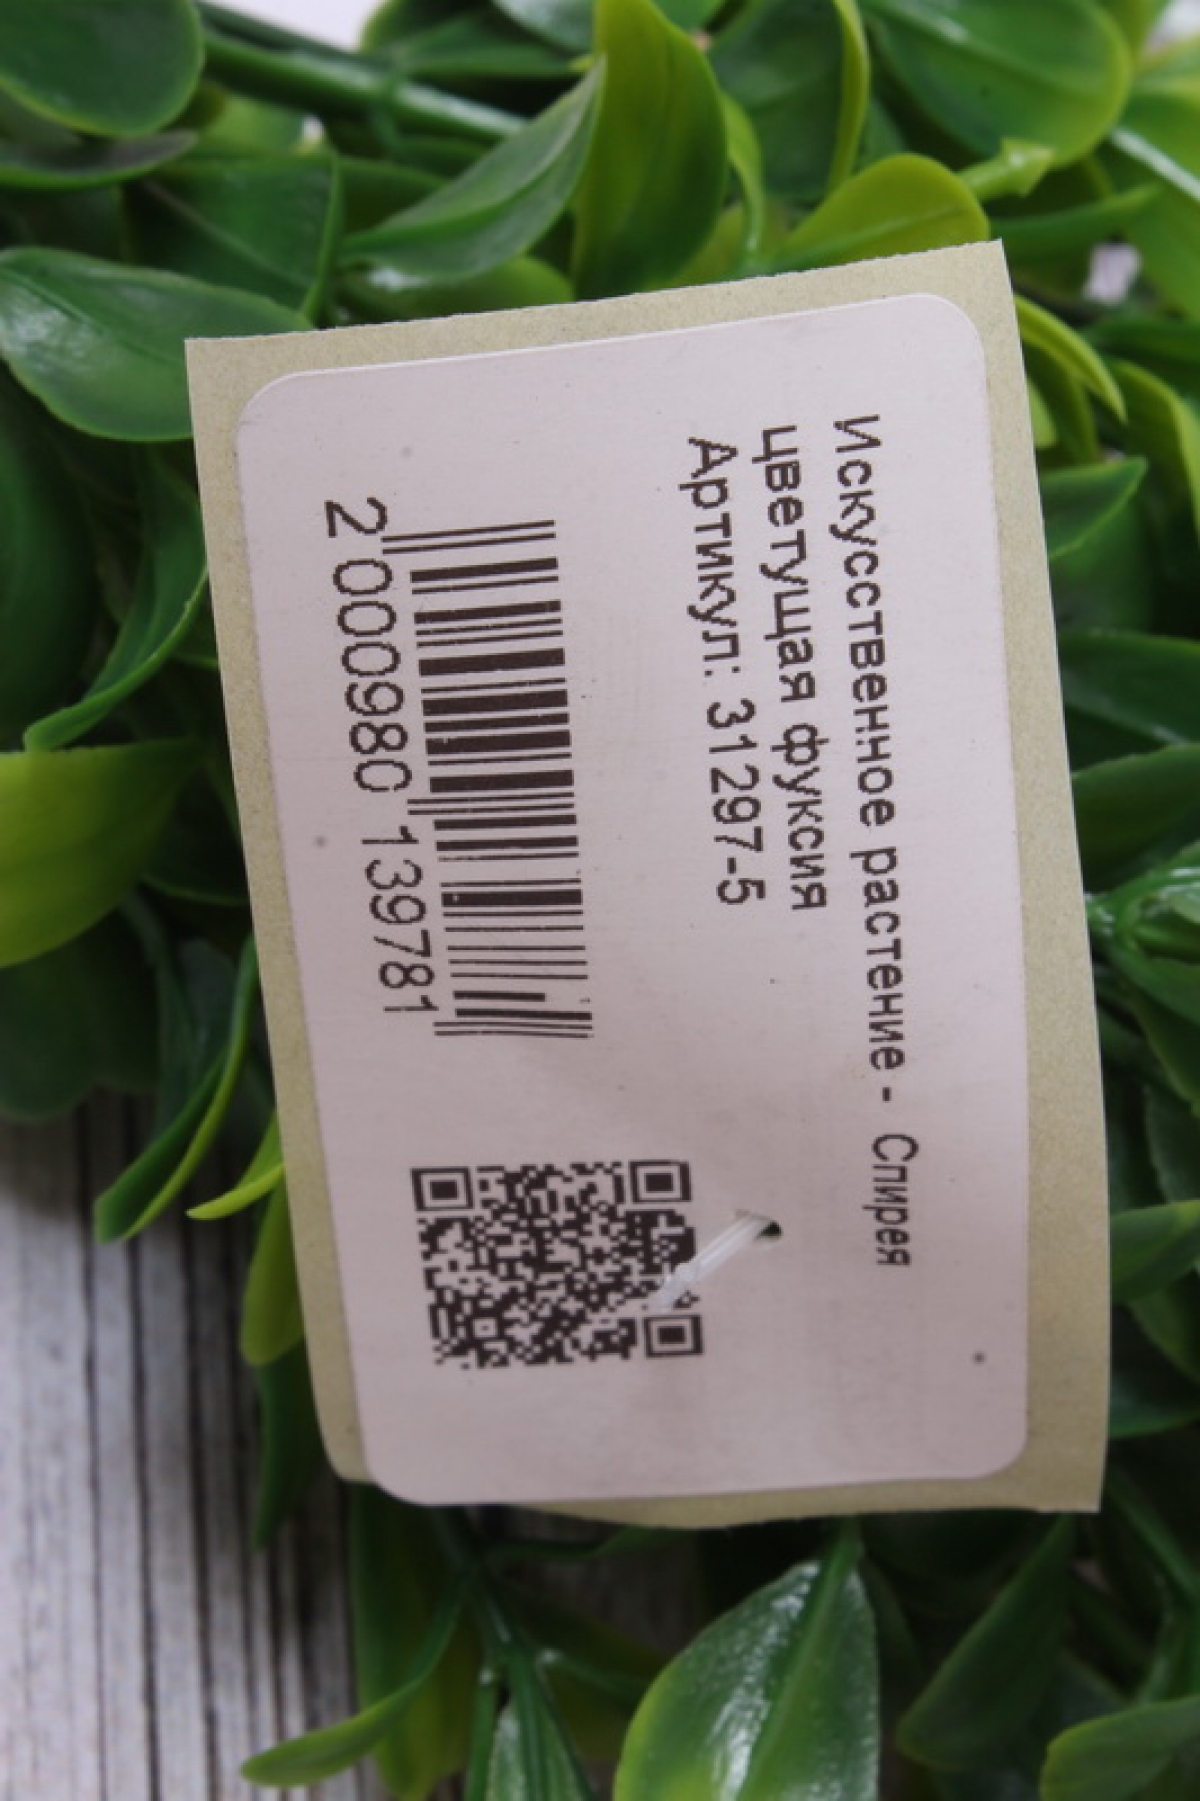 Искусственное растение - Спирея
цветущая фуксия
Артикул: 31297-5
2 000980 139781